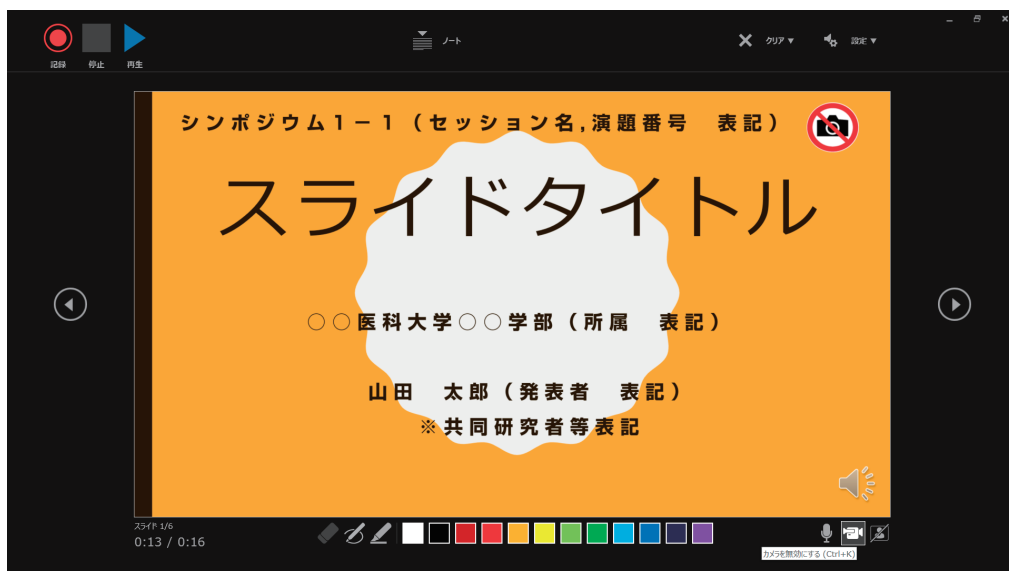 記録 停止 再生
ノート
クリア▼ 設定▼
シンポジウム1－1（セッション名,演題番号　表記）
スライドタイトル
○○医科大学○○学部（所属　表記）
山田　太郎（発表者　表記）
※共同研究者等表記
スライド 1/6
0:13 / 0:16
カメラを無効にする (Ctrl+K)